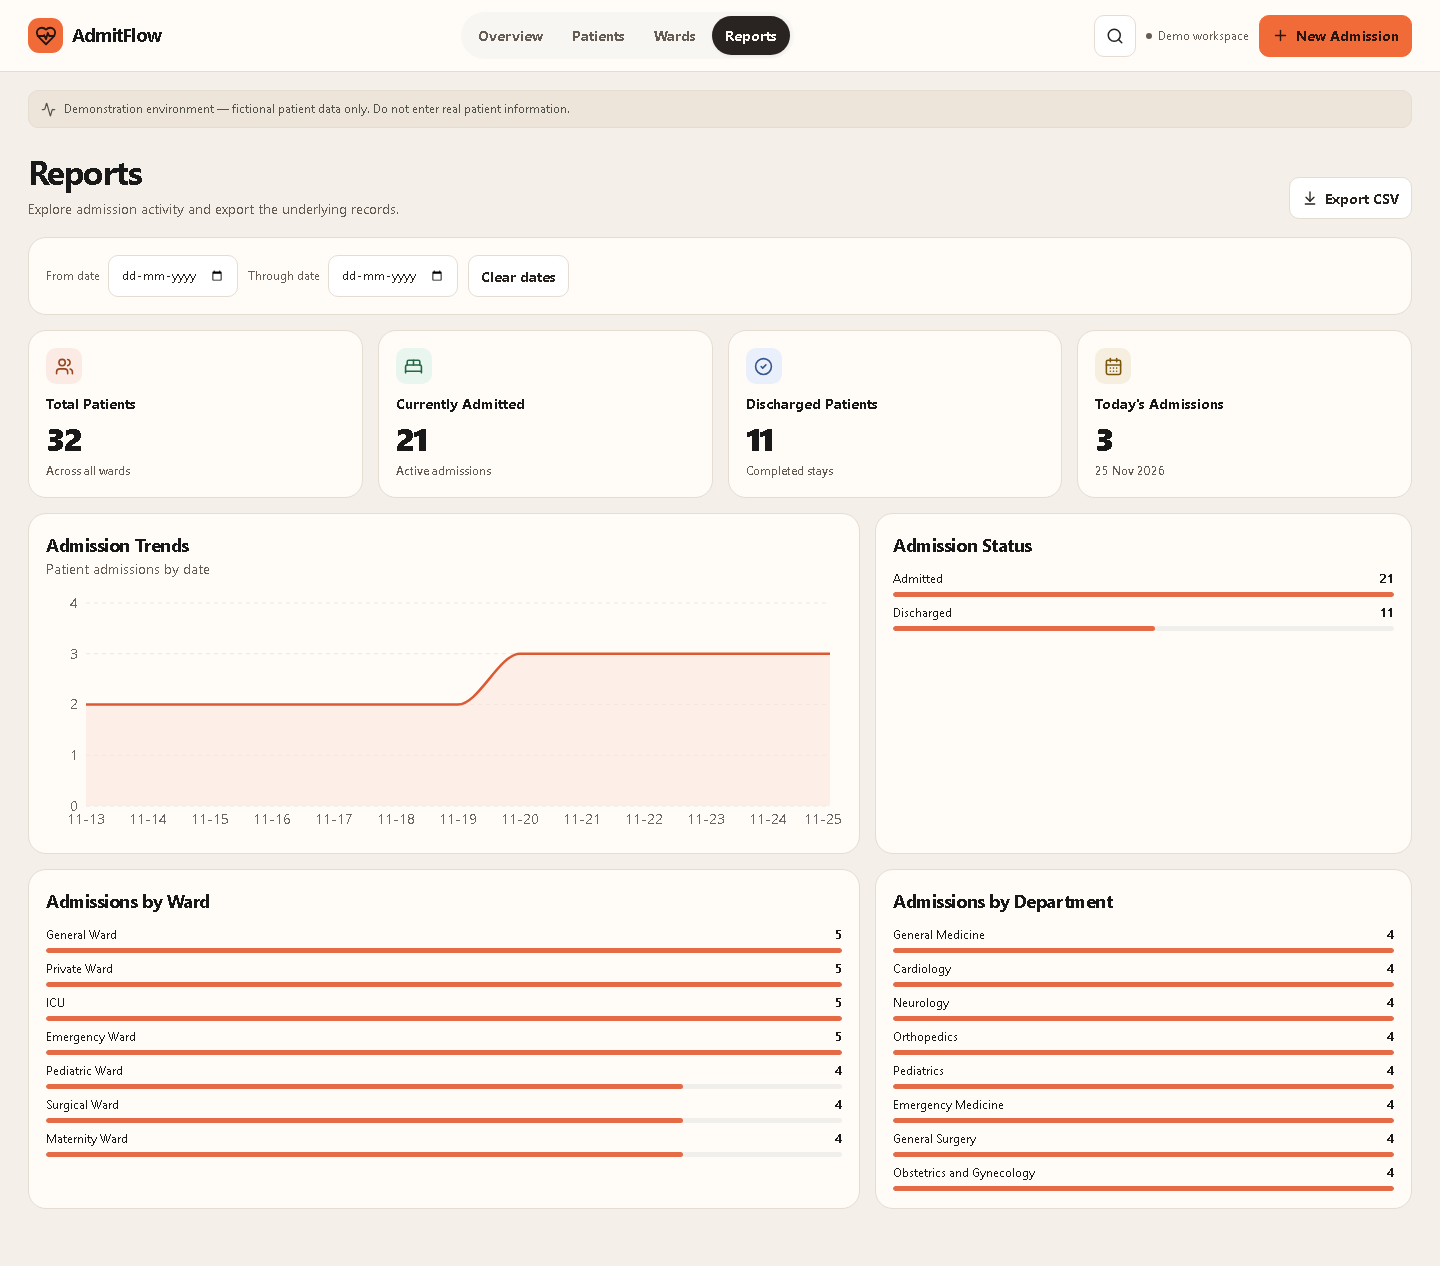 AdmitFlow
Overview
Patients
Wards
Reports
Demo workspace
New Admission
Demonstration environment — fictional patient data only. Do not enter real patient information.
Reports
Explore admission activity and export the underlying records.
Export CSV
From date
dd-mm-yyyy
Through date
dd-mm-yyyy
Clear dates
Total Patients
32
Across all wards
Currently Admitted
21
Active admissions
Discharged Patients
11
Completed stays
Today's Admissions
3
25 Nov 2026
Admission Trends
Patient admissions by date
4
3
2
1
0
11-13 11-14 11-15 11-16 11-17 11-18 11-19 11-20 11-21 11-22 11-23 11-24 11-25
Admission Status
Admitted 21
Discharged 11
Admissions by Ward
General Ward 5
Private Ward 5
ICU 5
Emergency Ward 5
Pediatric Ward 4
Surgical Ward 4
Maternity Ward 4
Admissions by Department
General Medicine 4
Cardiology 4
Neurology 4
Orthopedics 4
Pediatrics 4
Emergency Medicine 4
General Surgery 4
Obstetrics and Gynecology 4